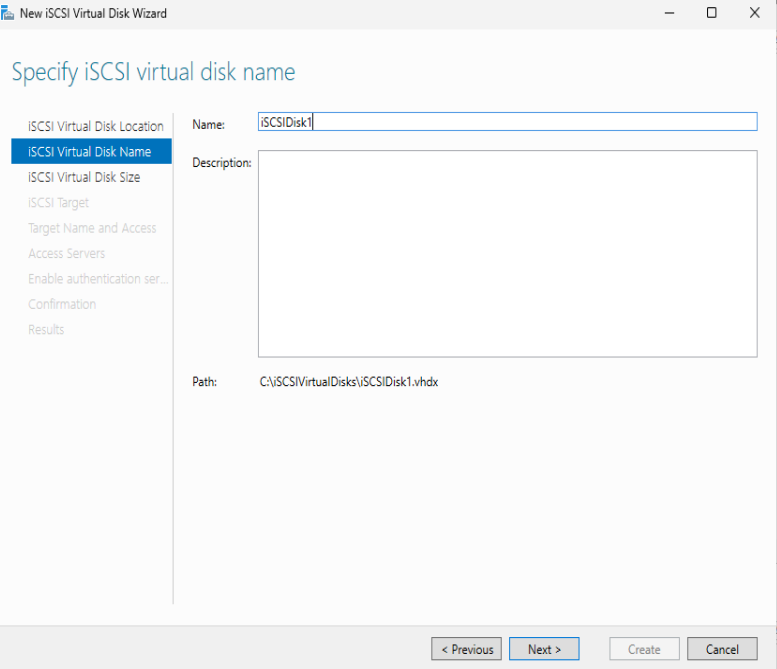 New iSCSI Virtual Disk Wizard
Specify iSCSI virtual disk name
iSCSI Virtual Disk Location
iSCSI Virtual Disk Name
iSCSI Virtual Disk Size
iSCSI Target
Target Name and Access
Access Servers
Enable authentication ser...
Confirmation
Results
Name: iSCSIDisk1
Description:
Path: C:\iSCSIVirtualDisks\iSCSIDisk1.vhdx
< Previous Next > Create Cancel